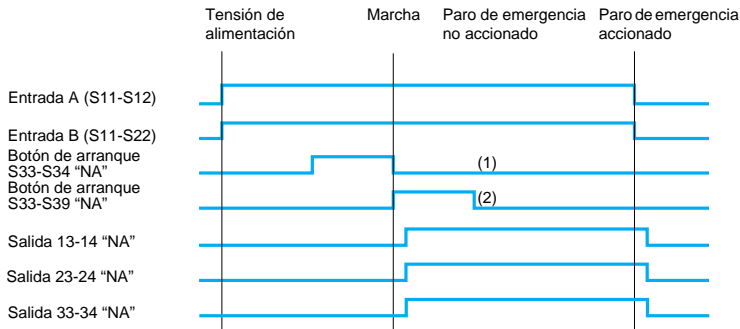 Tensión de
alimentación
Marcha
Paro de emergencia
no accionado
Paro de emergencia
accionado
Entrada A (S11-S12)
Entrada B (S11-S22)
Botón de arranque
S33-S34 “NA”
(1)
Botón de arranque
S33-S39 “NA”
(2)
Salida 13-14 “NA”
Salida 23-24 “NA”
Salida 33-34 “NA”